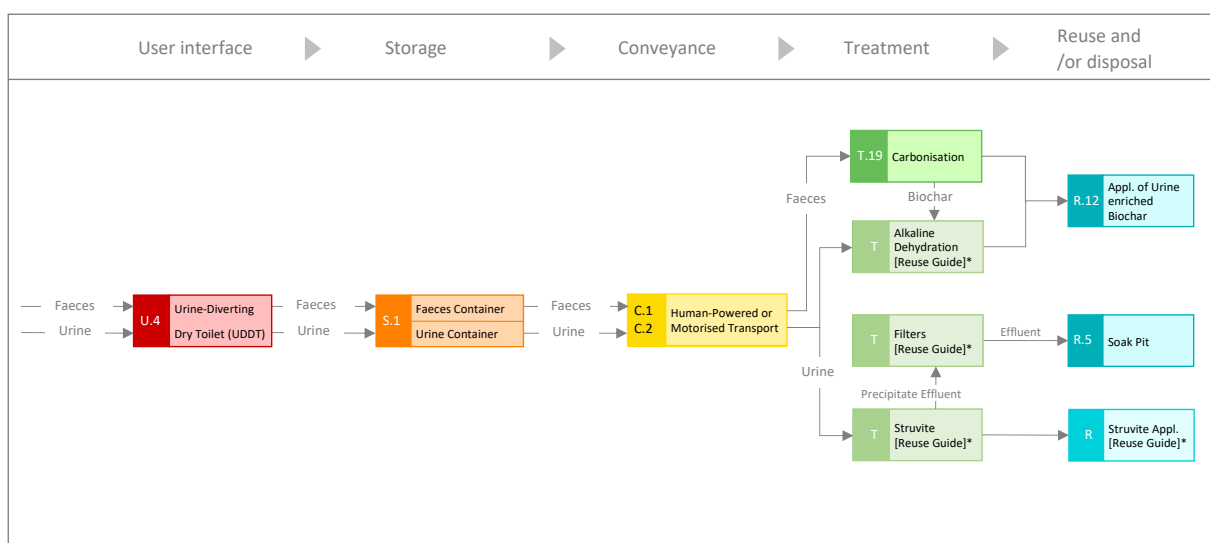 User interface
Storage
Conveyance
Treatment
Reuse and
/or disposal
T.19
Carbonisation
Faeces
Biochar
R.12
Appl. of Urine
enriched
Biochar
T
Alkaline
Dehydration
[Reuse Guide]*
Faeces
Urine
U.4
Urine-Diverting
Dry Toilet (UDDT)
Faeces
Urine
S.1
Faeces Container
Urine Container
Faeces
Urine
C.1
C.2
Human-Powered or
Motorised Transport
T
Filters
[Reuse Guide]*
Effluent
R.5
Soak Pit
Urine
Precipitate Effluent
T
Struvite
[Reuse Guide]*
R
Struvite Appl.
[Reuse Guide]*